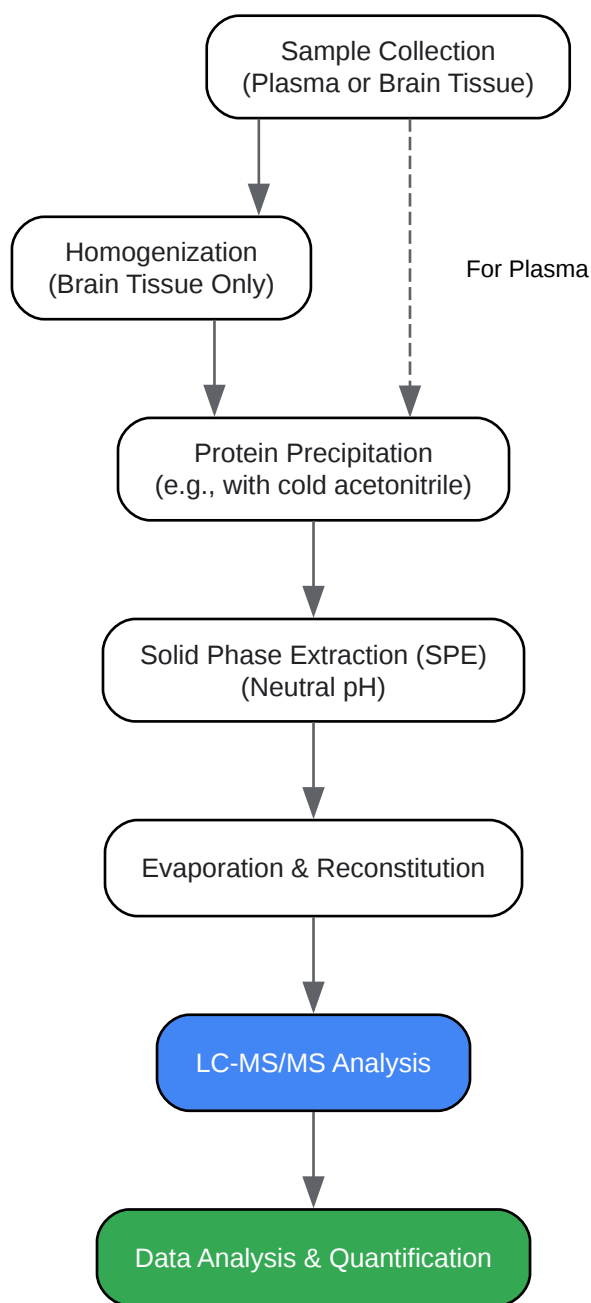 Sample Collection
(Plasma or Brain Tissue)
Homogenization
(Brain Tissue Only)
For Plasma
Protein Precipitation
(e.g., with cold acetonitrile)
Solid Phase Extraction (SPE)
(Neutral pH)
Evaporation & Reconstitution
LC-MS/MS Analysis
Data Analysis & Quantification